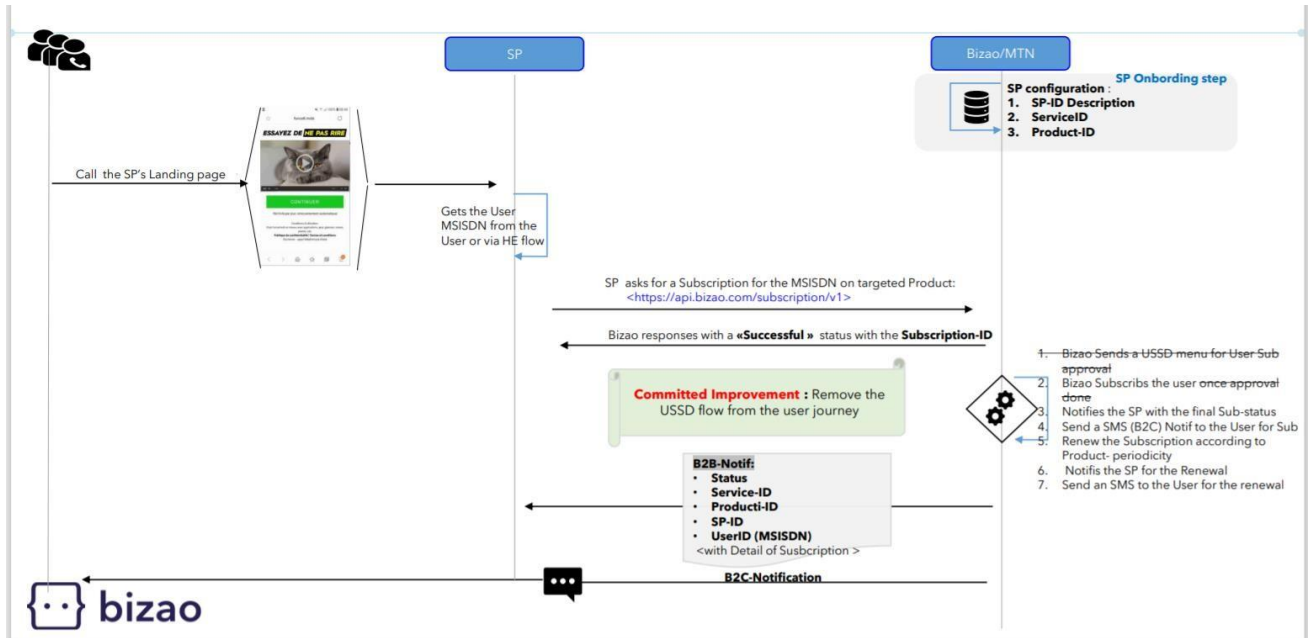 SP
Bizao/MTN
SP Onbording step
SP configuration :
1. SP-ID Description
2. ServiceID
3. Product-ID
ESSAYEZ DE NE PAS RIRE
CONTINUER
Call the SP's Landing page
Gets the User
MSISDN from the
User or via HE flow
SP asks for a Subscription for the MSISDN on targeted Product:
<https://api.bizao.com/subscription/v1>
Bizao responses with a «Successful » status with the Subscription-ID
Committed Improvement : Remove the
USSD flow from the user journey
1. Bizao Sends a USSD menu for User Sub
approval
2. Bizao Subscribs the user once approval
done
3. Notifies the SP with the final Sub-status
4. Send a SMS (B2C) Notif to the User for Sub
5. Renew the Subscription according to
Product- periodicity
6. Notifis the SP for the Renewal
7. Send an SMS to the User for the renewal
B2B-Notif:
• Status
• Service-ID
• Producti-ID
• SP-ID
• UserID (MSISDN)
<with Detail of Susbcription >
B2C-Notification
bizao